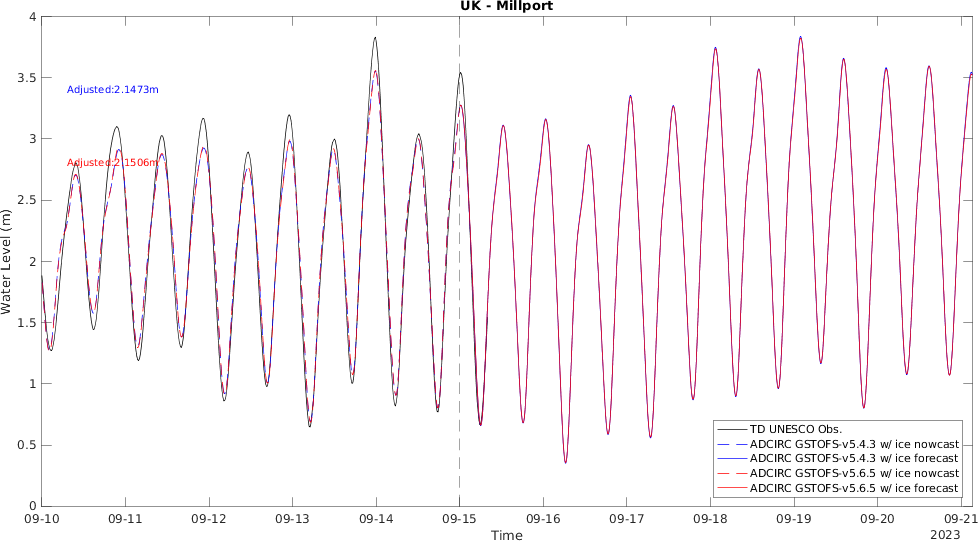 UK - Millport
4
3.5
3
2.5
2
1.5
1
0.5
0
Water Level (m)
Adjusted:2.1473m
Adjusted:2.1506m
TD UNESCO Obs.
ADCIRC GSTOFS-v5.4.3 w/ ice nowcast
ADCIRC GSTOFS-v5.4.3 w/ ice forecast
ADCIRC GSTOFS-v5.6.5 w/ ice nowcast
ADCIRC GSTOFS-v5.6.5 w/ ice forecast
09-10 09-11 09-12 09-13 09-14 09-15 09-16 09-17 09-18 09-19 09-20 09-21
Time
2023